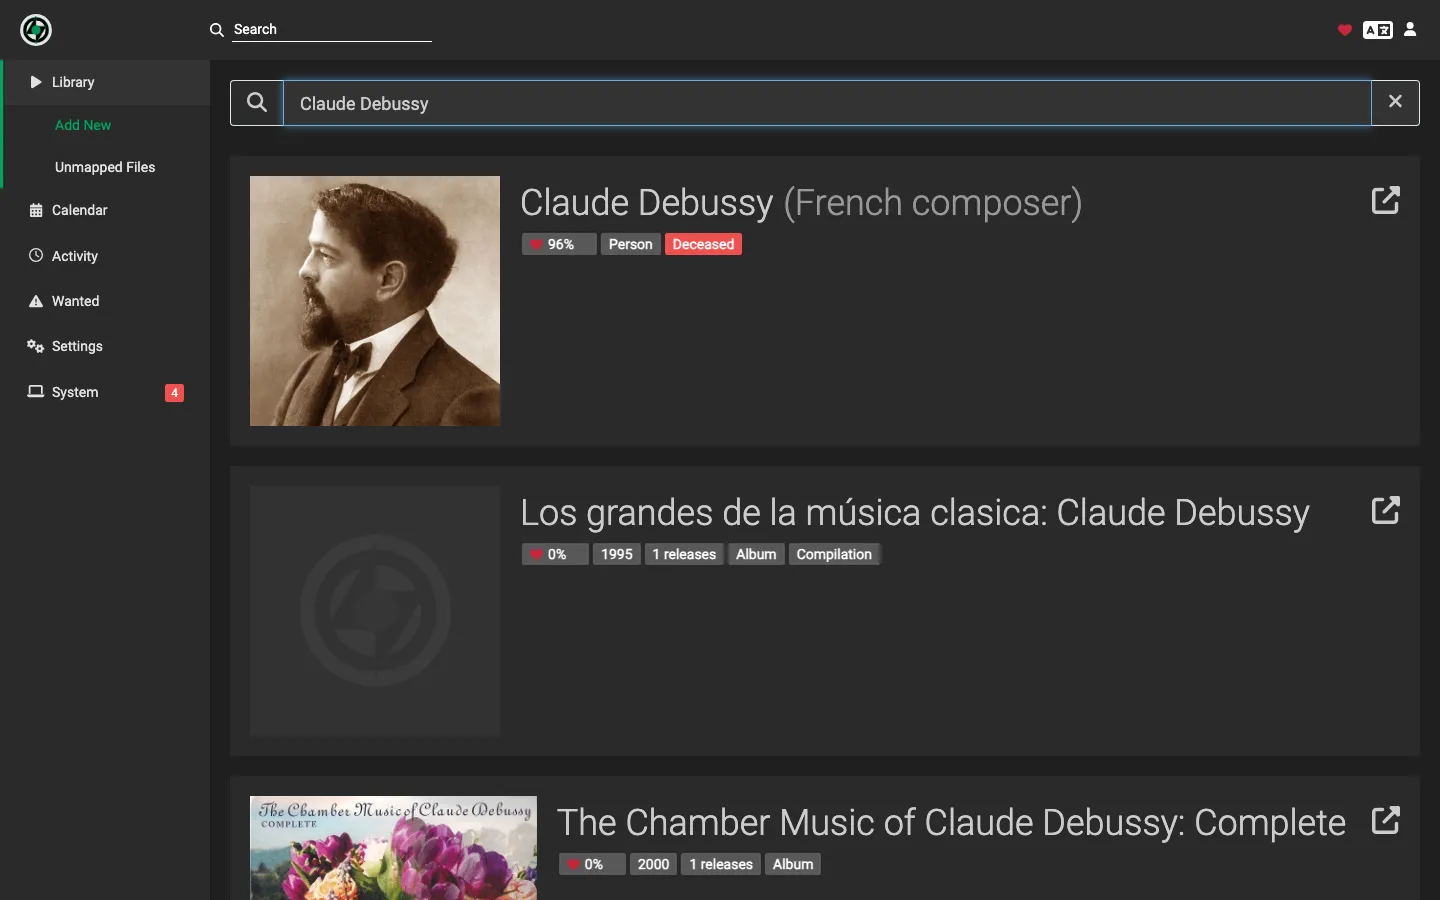 Search
Library
Add New
Unmapped Files
Calendar
Activity
Wanted
Settings
System
4
Claude Debussy
Claude Debussy (French composer)
96% Person Deceased
Los grandes de la música clasica: Claude Debussy
0% 1995 1 releases Album Compilation
The Chamber Music of Claude Debussy
COMPLETE
The Chamber Music of Claude Debussy: Complete
0% 2000 1 releases Album